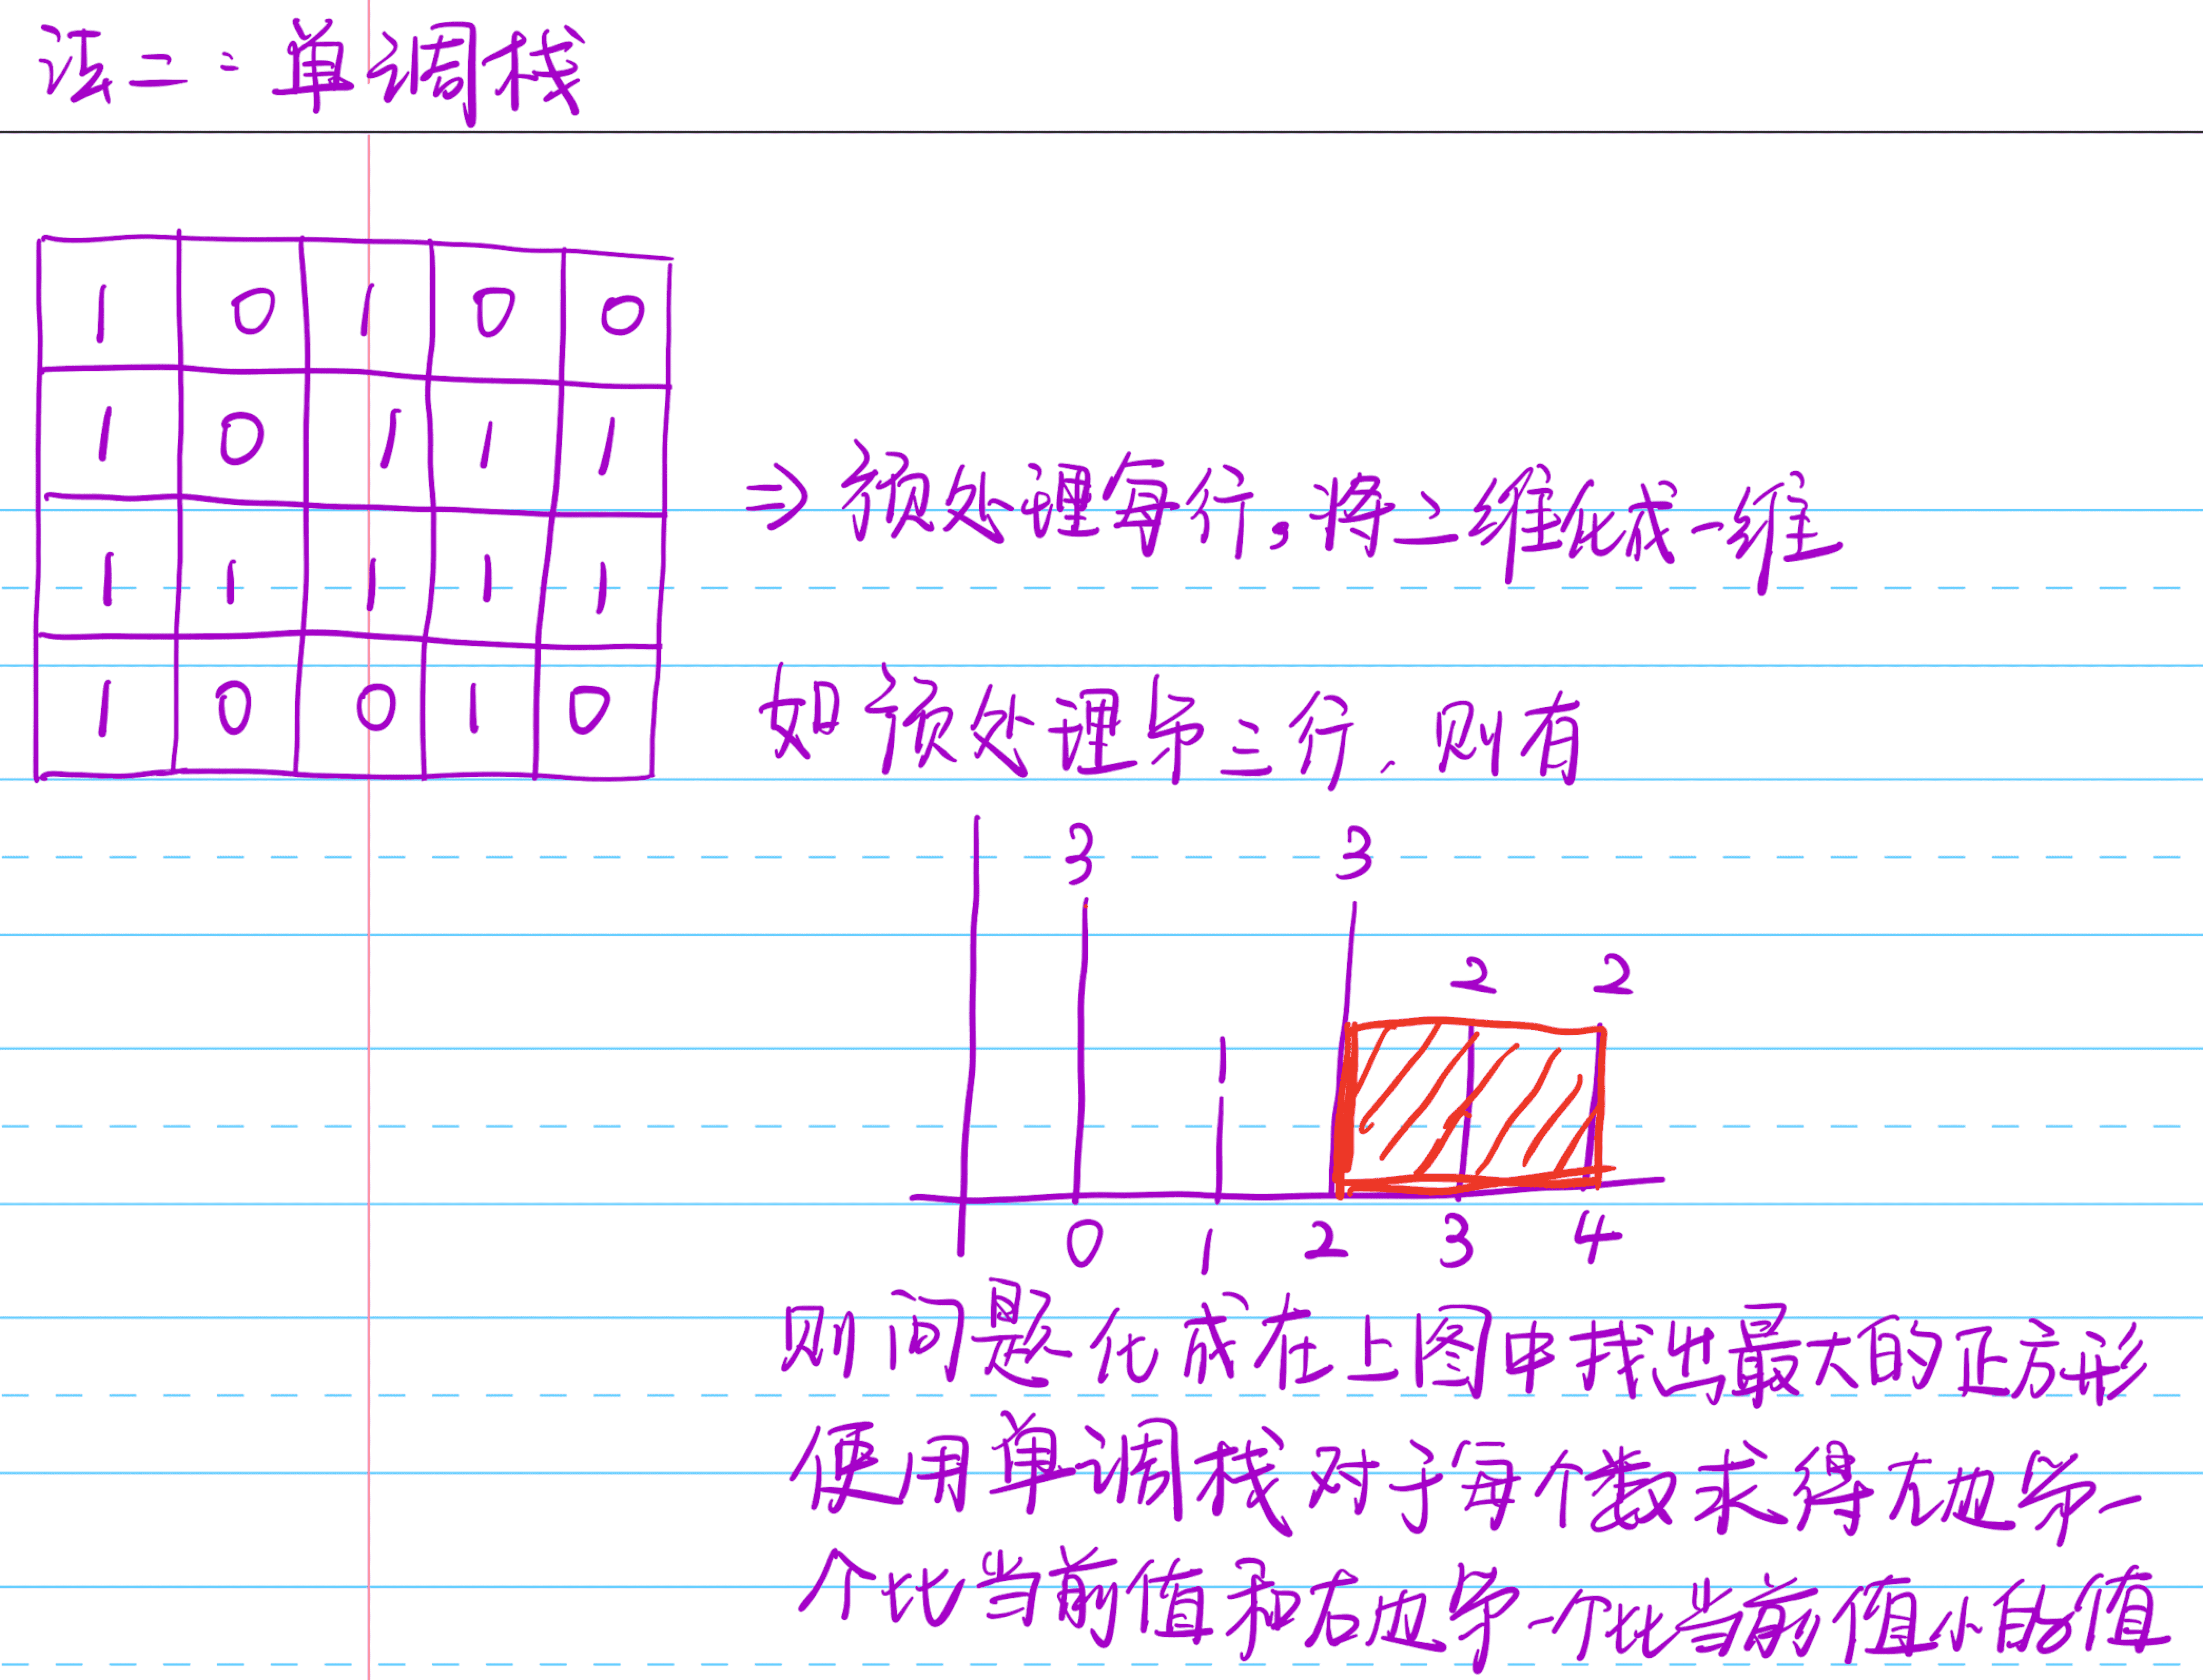 法二：单调栈
1 0 1 0 0
1 0 1 1 1
1 1 1 1 1
1 0 0 1 0
⇒ 预处理每行，将二维化成一维
如预处理第三行，则有
3 3
2 2
1
0 1 2 3 4
则问题化成在上图中找出最大的正方形
使用单调栈对于每个徝求得左边第一
个比当前值和右边第一个比当前值小的值